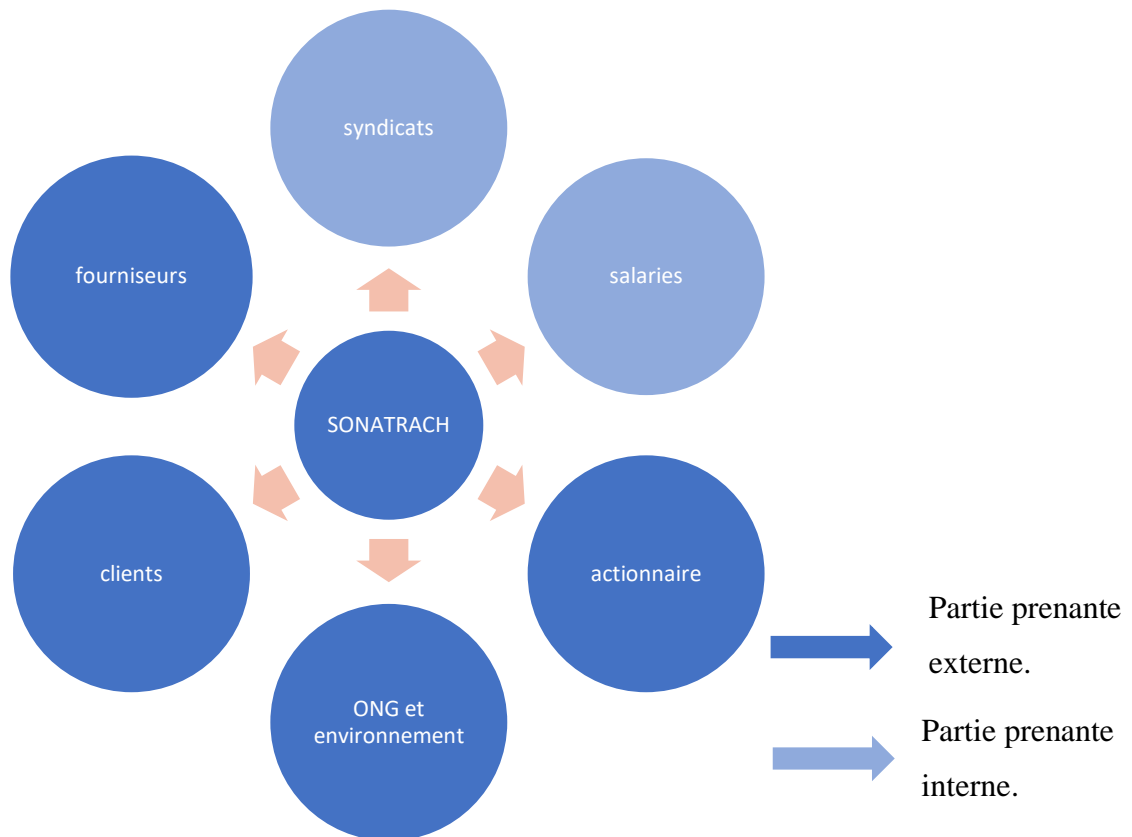 syndicats
fourniseurs
salaries
SONATRACH
clients
actionnaire
ONG et
environnement
Partie prenante
externe.
Partie prenante
interne.